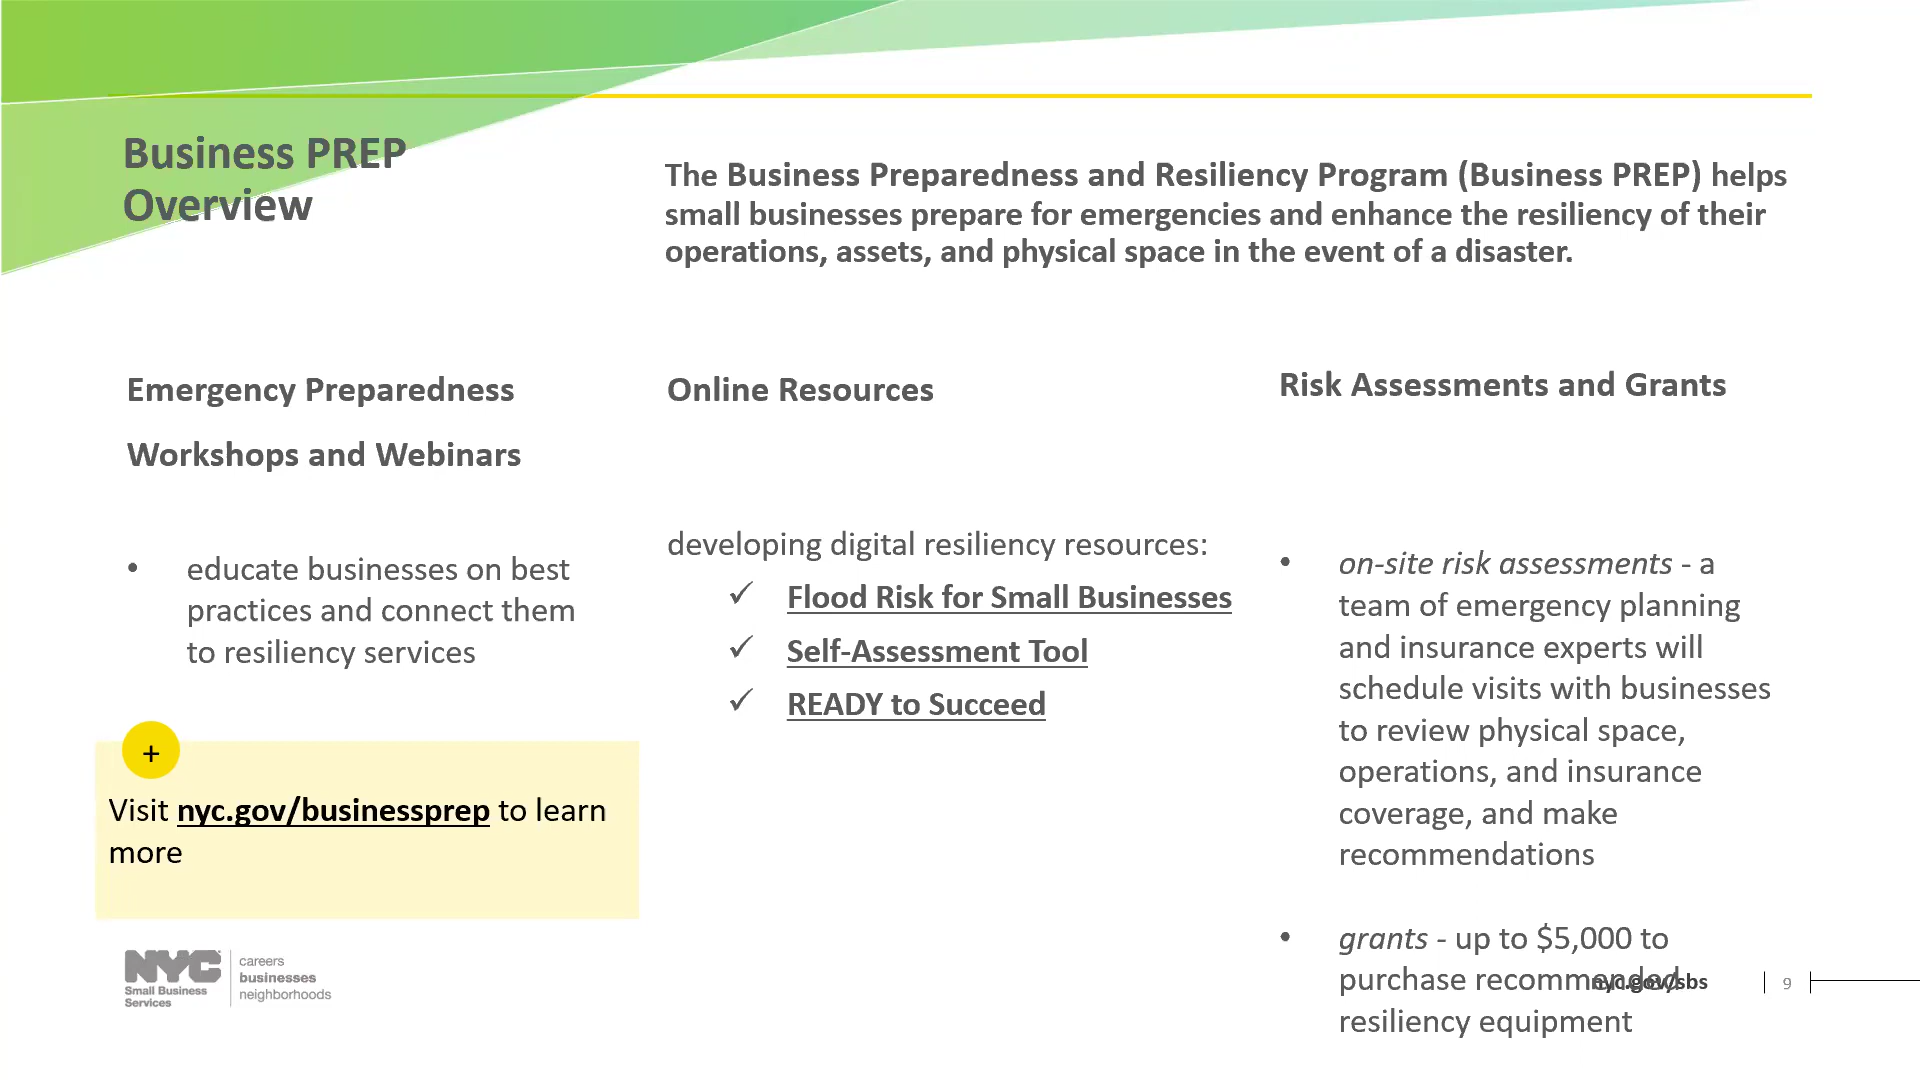 Business PREP
Overview
The Business Preparedness and Resiliency Program (Business PREP) helps
small businesses prepare for emergencies and enhance the resiliency of their
operations, assets, and physical space in the event of a disaster.
Emergency Preparedness
Workshops and Webinars
• educate businesses on best
practices and connect them
to resiliency services
+
Visit nyc.gov/businessprep to learn
more
Online Resources
developing digital resiliency resources:
✓ Flood Risk for Small Businesses
✓ Self-Assessment Tool
✓ READY to Succeed
Risk Assessments and Grants
• on-site risk assessments - a
team of emergency planning
and insurance experts will
schedule visits with businesses
to review physical space,
operations, and insurance
coverage, and make
recommendations
• grants - up to $5,000 to
purchase recommended
resiliency equipment
NYC
Small Business
Services
careers
businesses
neighborhoods
nyc.gov/sbs
9